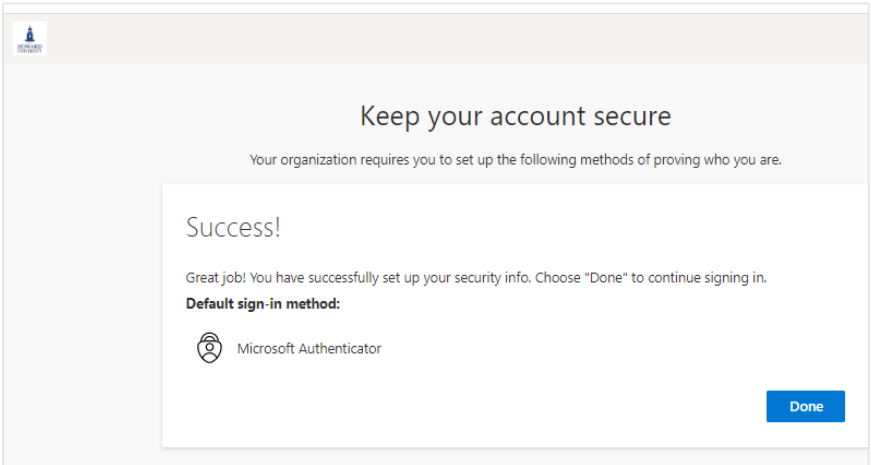 HOWARD
UNIVERSITY
Keep your account secure
Your organization requires you to set up the following methods of proving who you are.
Success!
Great job! You have successfully set up your security info. Choose "Done" to continue signing in.
Default sign-in method:
Microsoft Authenticator
Done